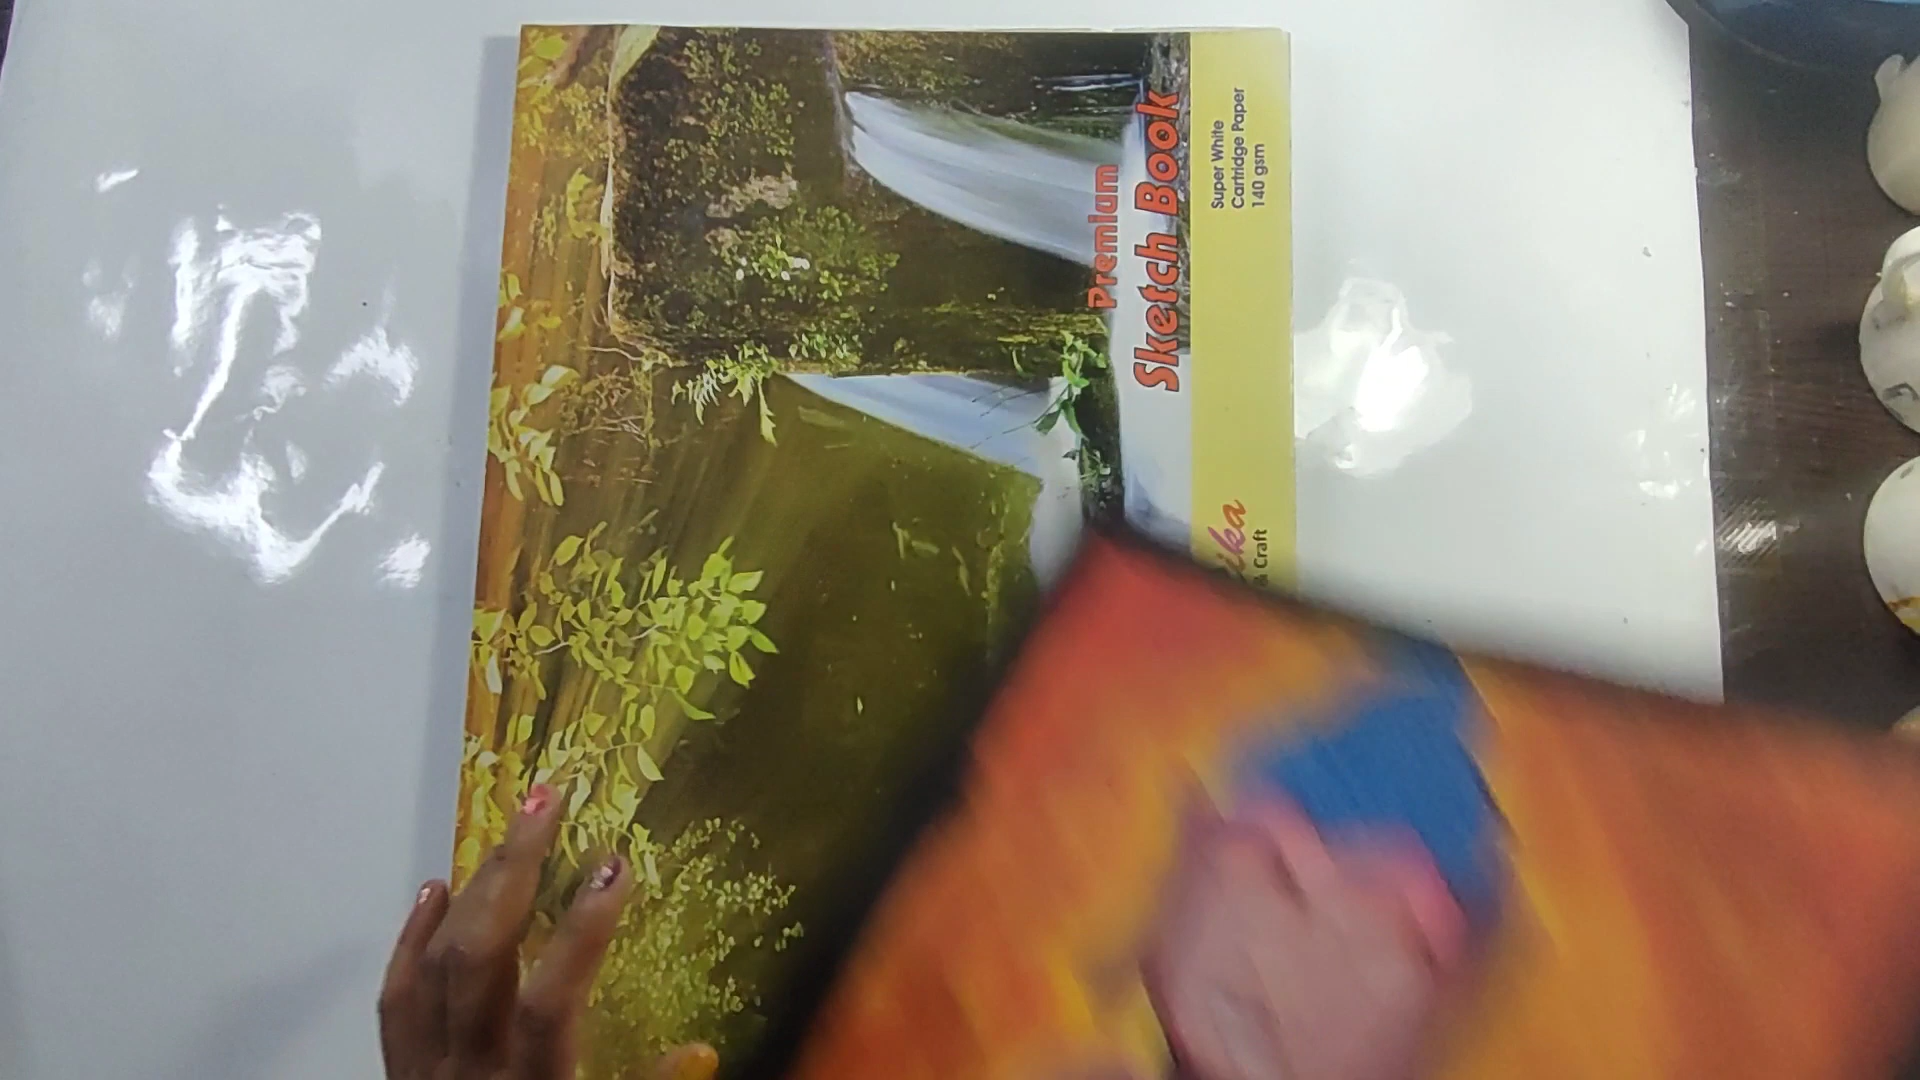 Premium
Sketch Book
Super White
Cartridge Paper
140 gsm
Craft